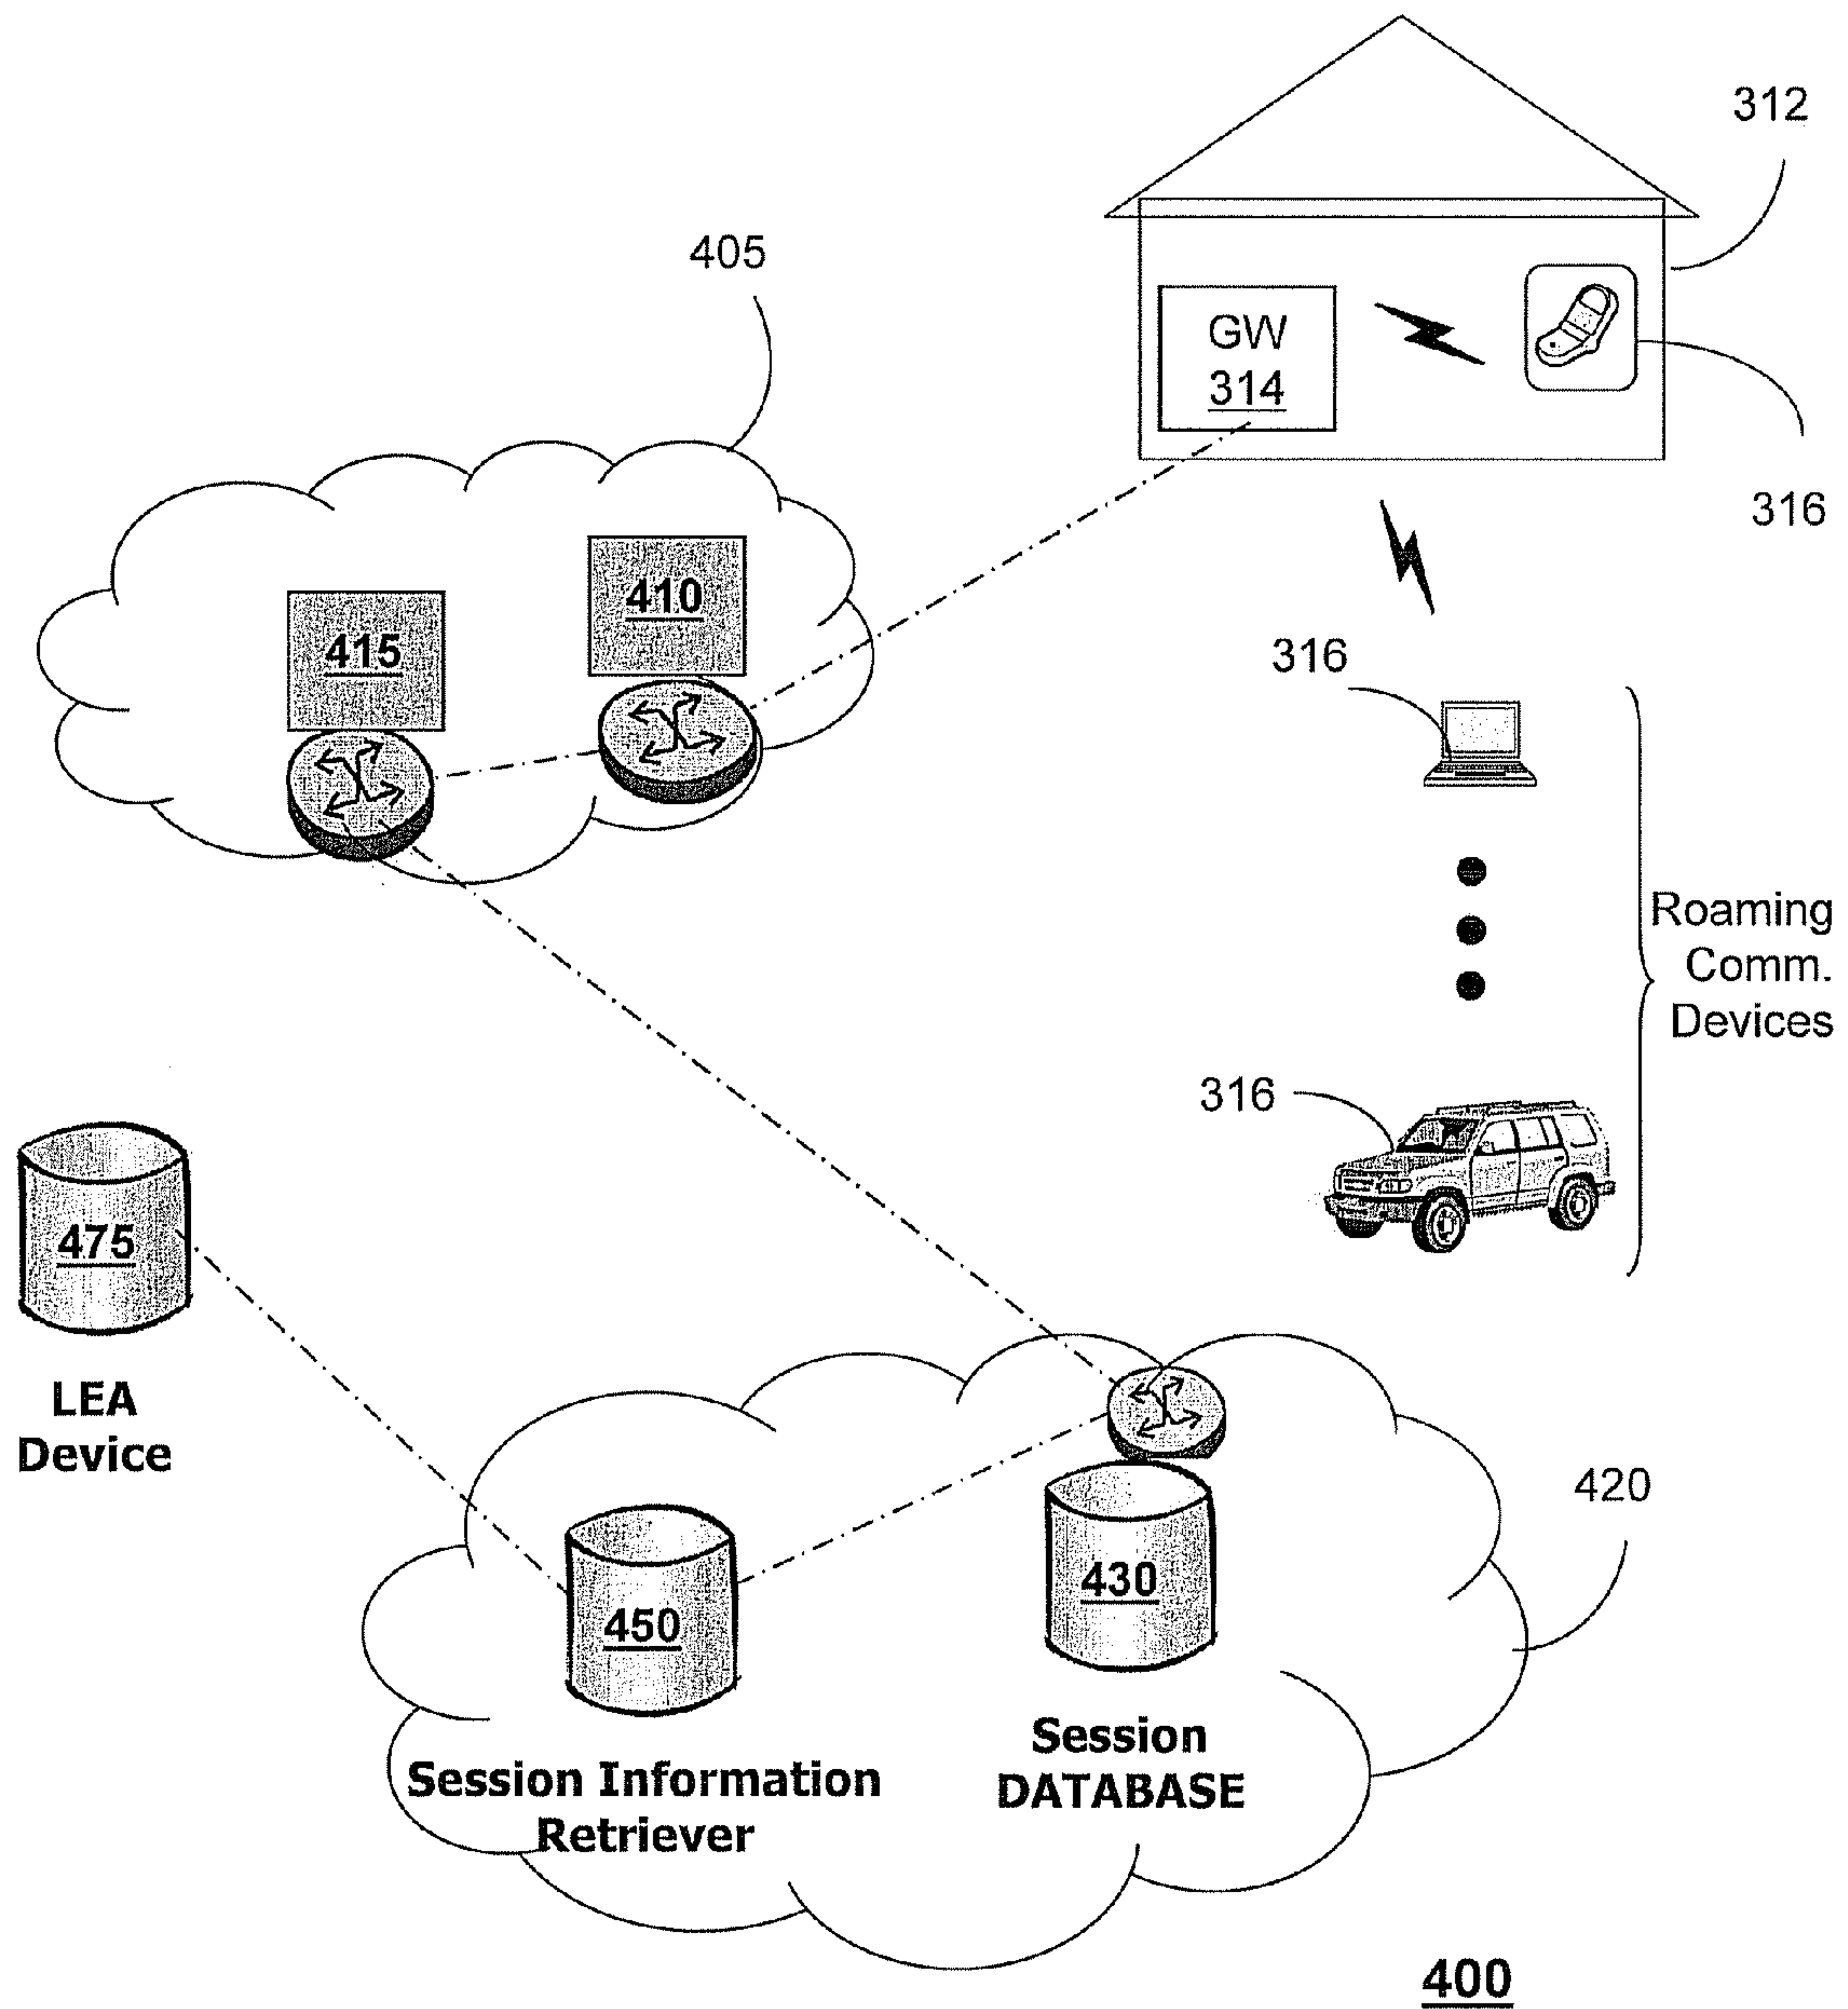 312
405
GW
314
316
410
415
316
Roaming
Comm.
Devices
316
475
LEA
Device
420
430
450
Session
DATABASE
Session Information
Retriever
400